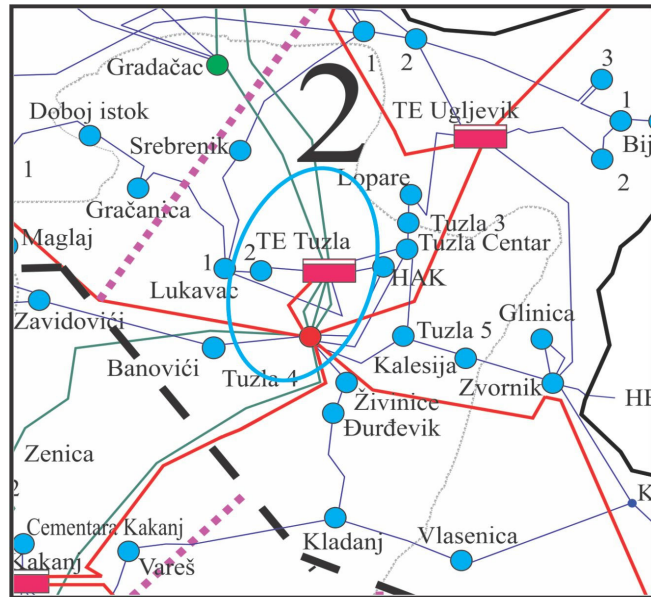 Gradačac
1
2
3
TE Ugljevik
1
Bij
2
Doboj istok
2
Srebrenik
1
Lopare
Gračanica
Tuzla 3
TE Tuzla
Tuzla Centar
Maglaj
1
2
HAK
Lukavac
Zavidovići
Glinica
Banovići
Tuzla 5
Tuzla 4
Kalesija
Zvornik
HE
Živinice
Đurđevik
Zenica
2
K
Cementara Kakanj
Kakanj
Vareš
Kladanj
Vlasenica